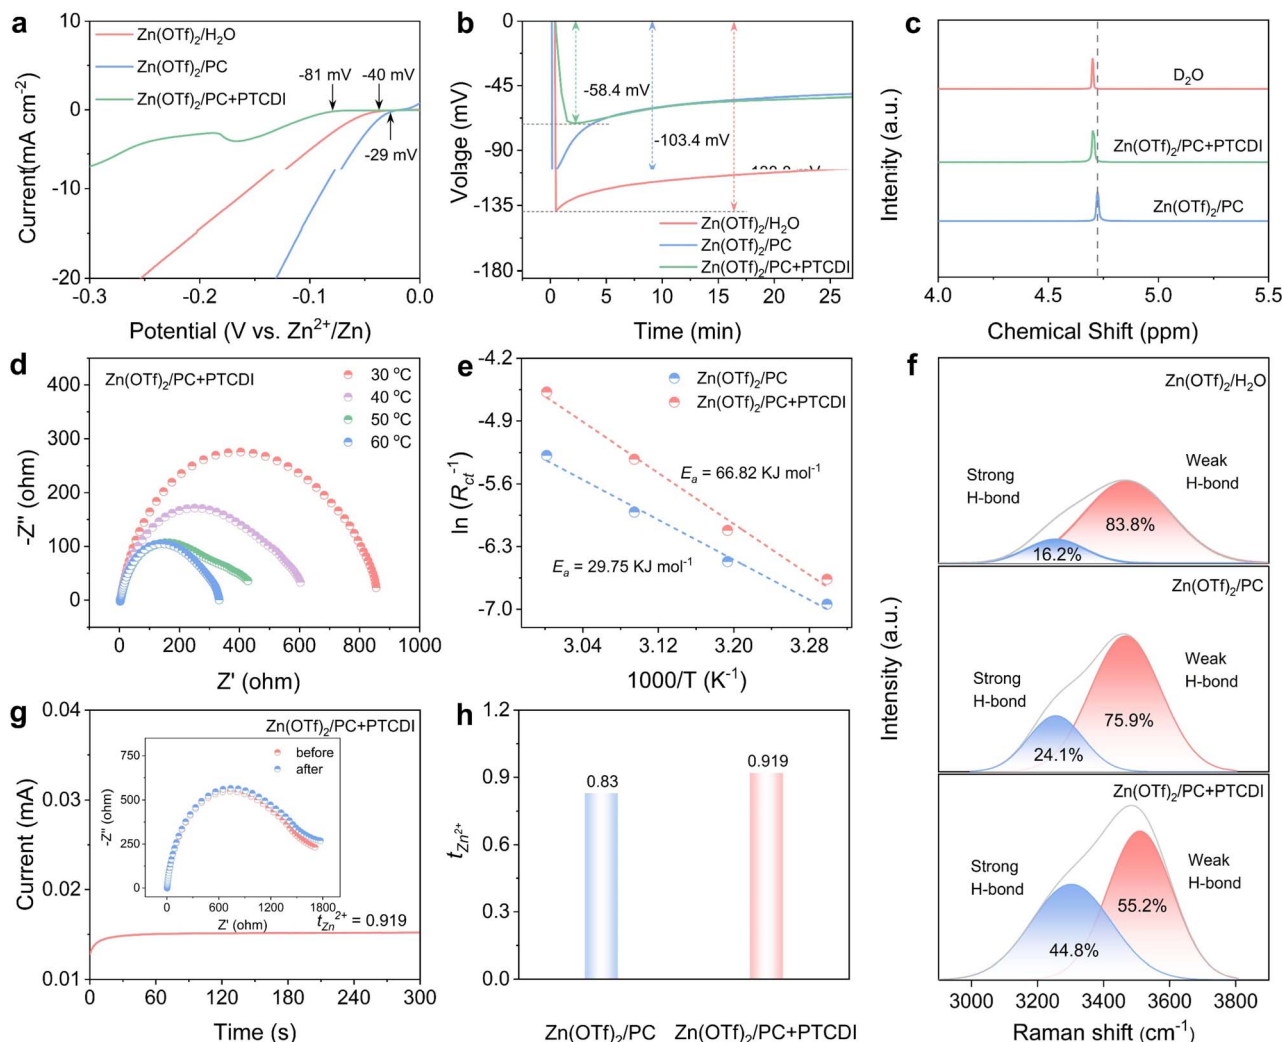 a
10
0
-10
-20
Current(mA cm-2)
Zn(OTf)2/H2O
Zn(OTf)2/PC
Zn(OTf)2/PC+PTCDI
-81 mV
-40 mV
-29 mV
-0.3
-0.2
-0.1
0.0
Potential (V vs. Zn2+/Zn)
b
0
-45
-90
-135
-180
Volage (mV)
-58.4 mV
-103.4 mV
Zn(OTf)2/H2O
Zn(OTf)2/PC
Zn(OTf)2/PC+PTCDI
0
5
10
15
20
25
Time (min)
c
Intenity (a.u.)
D2O
Zn(OTf)2/PC+PTCDI
Zn(OTf)2/PC
4.0
4.5
5.0
5.5
Chemical Shift (ppm)
d
Zn(OTf)2/PC+PTCDI
30 oC
40 oC
50 oC
60 oC
400
300
200
100
0
-Z'' (ohm)
0
200
400
600
800
1000
Z' (ohm)
e
-4.2
-4.9
-5.6
-6.3
-7.0
ln (Rct-1)
Zn(OTf)2/PC
Zn(OTf)2/PC+PTCDI
Ea = 66.82 KJ mol-1
Ea = 29.75 KJ mol-1
3.04
3.12
3.20
3.28
1000/T (K-1)
f
Intensity (a.u.)
Zn(OTf)2/H2O
Strong
H-bond
Weak
H-bond
83.8%
16.2%
Zn(OTf)2/PC
Strong
H-bond
Weak
H-bond
75.9%
24.1%
Zn(OTf)2/PC+PTCDI
Strong
H-bond
Weak
H-bond
55.2%
44.8%
3000
3200
3400
3600
3800
Raman shift (cm-1)
g
0.04
0.03
0.02
0.01
Current (mA)
Zn(OTf)2/PC+PTCDI
before
after
750
500
250
0
-Z'' (ohm)
0
600
1200
1800
Z' (ohm)
tZn2+ = 0.919
0
60
120
180
240
300
Time (s)
h
1.2
0.9
0.6
0.3
0.0
tZn2+
0.83
0.919
Zn(OTf)2/PC
Zn(OTf)2/PC+PTCDI